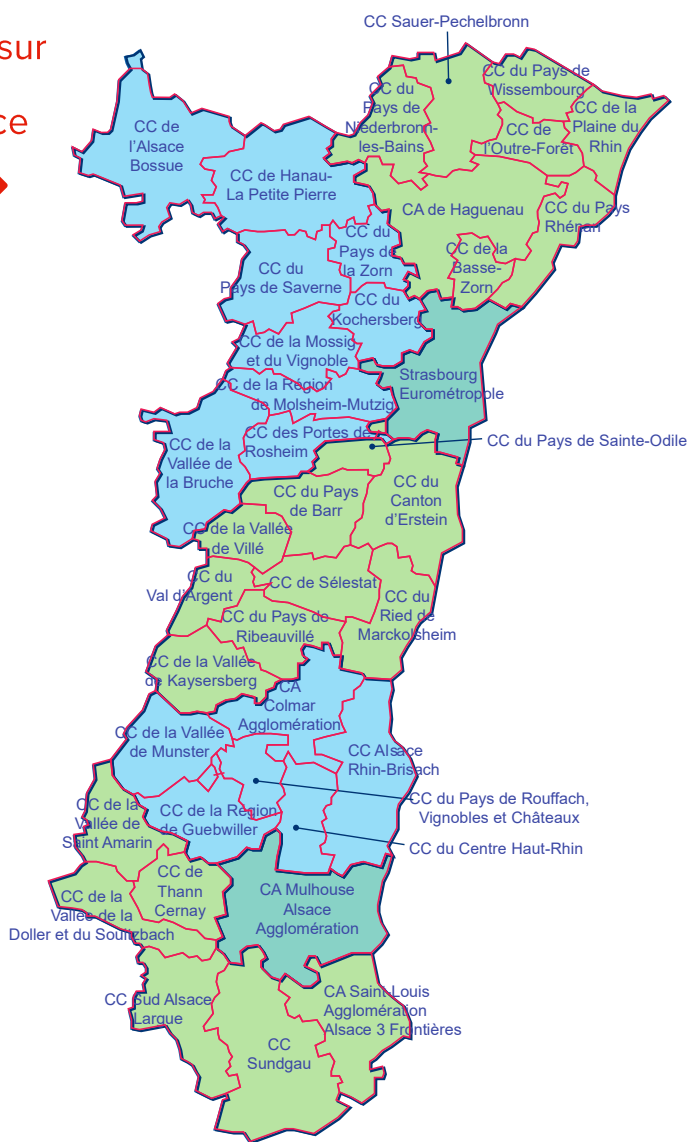 sur
ce
CC Sauer-Pechelbronn
CC du Pays de
Wissembourg
CC du
Pays de
Niederbronn-
les-Bains
CC de la
Plaine du
Rhin
CC de
l'Outre-Forêt
CC de
l'Alsace
Bossue
CC de Hanau-
La Petite Pierre
CA de Haguenau
CC du Pays
Rhénan
CC du
Pays de
la Zorn
CC de la
Basse-
Zorn
CC du
Pays de Saverne
CC du
Kochersberg
CC de la Mossig
et du Vignoble
Strasbourg
Eurométropole
CC de la Région
de Molsheim-Mutzig
CC des Portes de
Rosheim
CC du Pays de Sainte-Odile
CC de la
Vallée de
la Bruche
CC du Pays
de Barr
CC du
Canton
d'Erstein
CC de la Vallée
de Villé
CC du
Val d'Argent
CC de Sélestat
CC du
Ried de
Marckolsheim
CC du Pays de
Ribeauvillé
CC de la Vallée
de Kaysersberg
CA
Colmar
Agglomération
CC de la Vallée
de Munster
CC Alsace
Rhin-Brisach
CC du Pays de Rouffach,
Vignobles et Châteaux
CC de la Région
de Guebwiller
CC du Centre Haut-Rhin
CC de la
Vallée de
Saint Amarin
CC de
Thann
Cernay
CA Mulhouse
Alsace
Agglomération
CC de la
Vallée de la
Doller et du Soultzbach
CC Sud Alsace
Largue
CA Saint-Louis
Agglomération
Alsace 3 Frontières
CC
Sundgau